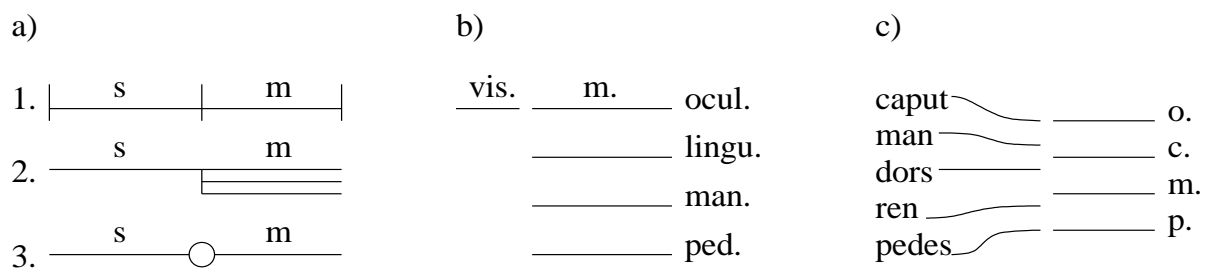 a)
1. s m
2. s m
3. s m
b)
vis. m. ocul.
lingu.
man.
ped.
c)
caput o.
man c.
dors m.
ren p.
pedes